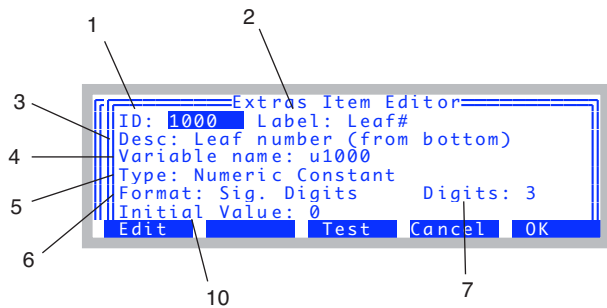 1
2
Extras Item Editor
3
ID: 1000 Label: Leaf#
Desc: Leaf number (from bottom)
4
Variable name: u1000
5
Type: Numeric Constant
6
Format: Sig. Digits Digits: 3
Initial Value: 0
Edit Test Cancel OK
10
7